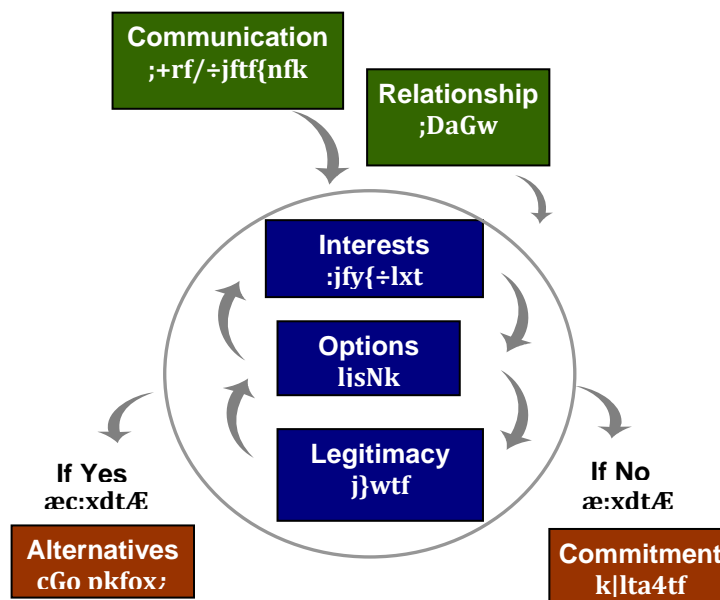 Communication
;+rf/÷jftf{nfk
Relationship
;DaGw
Interests
:jfy{÷lxt
Options
ljsNk
Legitimacy
j}wtf
If Yes
æc:xdtÆ
If No
æ:xdtÆ
Alternatives
cGo pkfox¿
Commitment
k|lta4tf